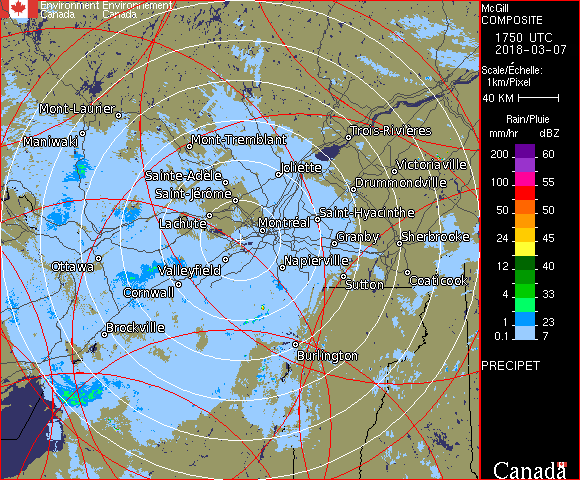 Environment Environnement
Canada Canada
Mont-Laurier
Maniwaki
Mont-Tremblant
Trois-Rivières
Sainte-Adèle
Joliette
Victoriaville
Saint-Jérôme
Drummondville
Lachute
Montréal
Saint-Hyacinthe
Granby
Sherbrooke
Ottawa
Valleyfield
Napierville
Sutton
Coaticook
Cornwall
Brockville
Burlington
McGill
COMPOSITE
1750 UTC
2018-03-07
Scale/Échelle:
1km/Pixel
40 KM
Rain/Pluie
mm/hr dBZ
200 60
100 55
50 50
24 45
12 40
4 33
1 23
0.1 7
PRECIPET
Canada